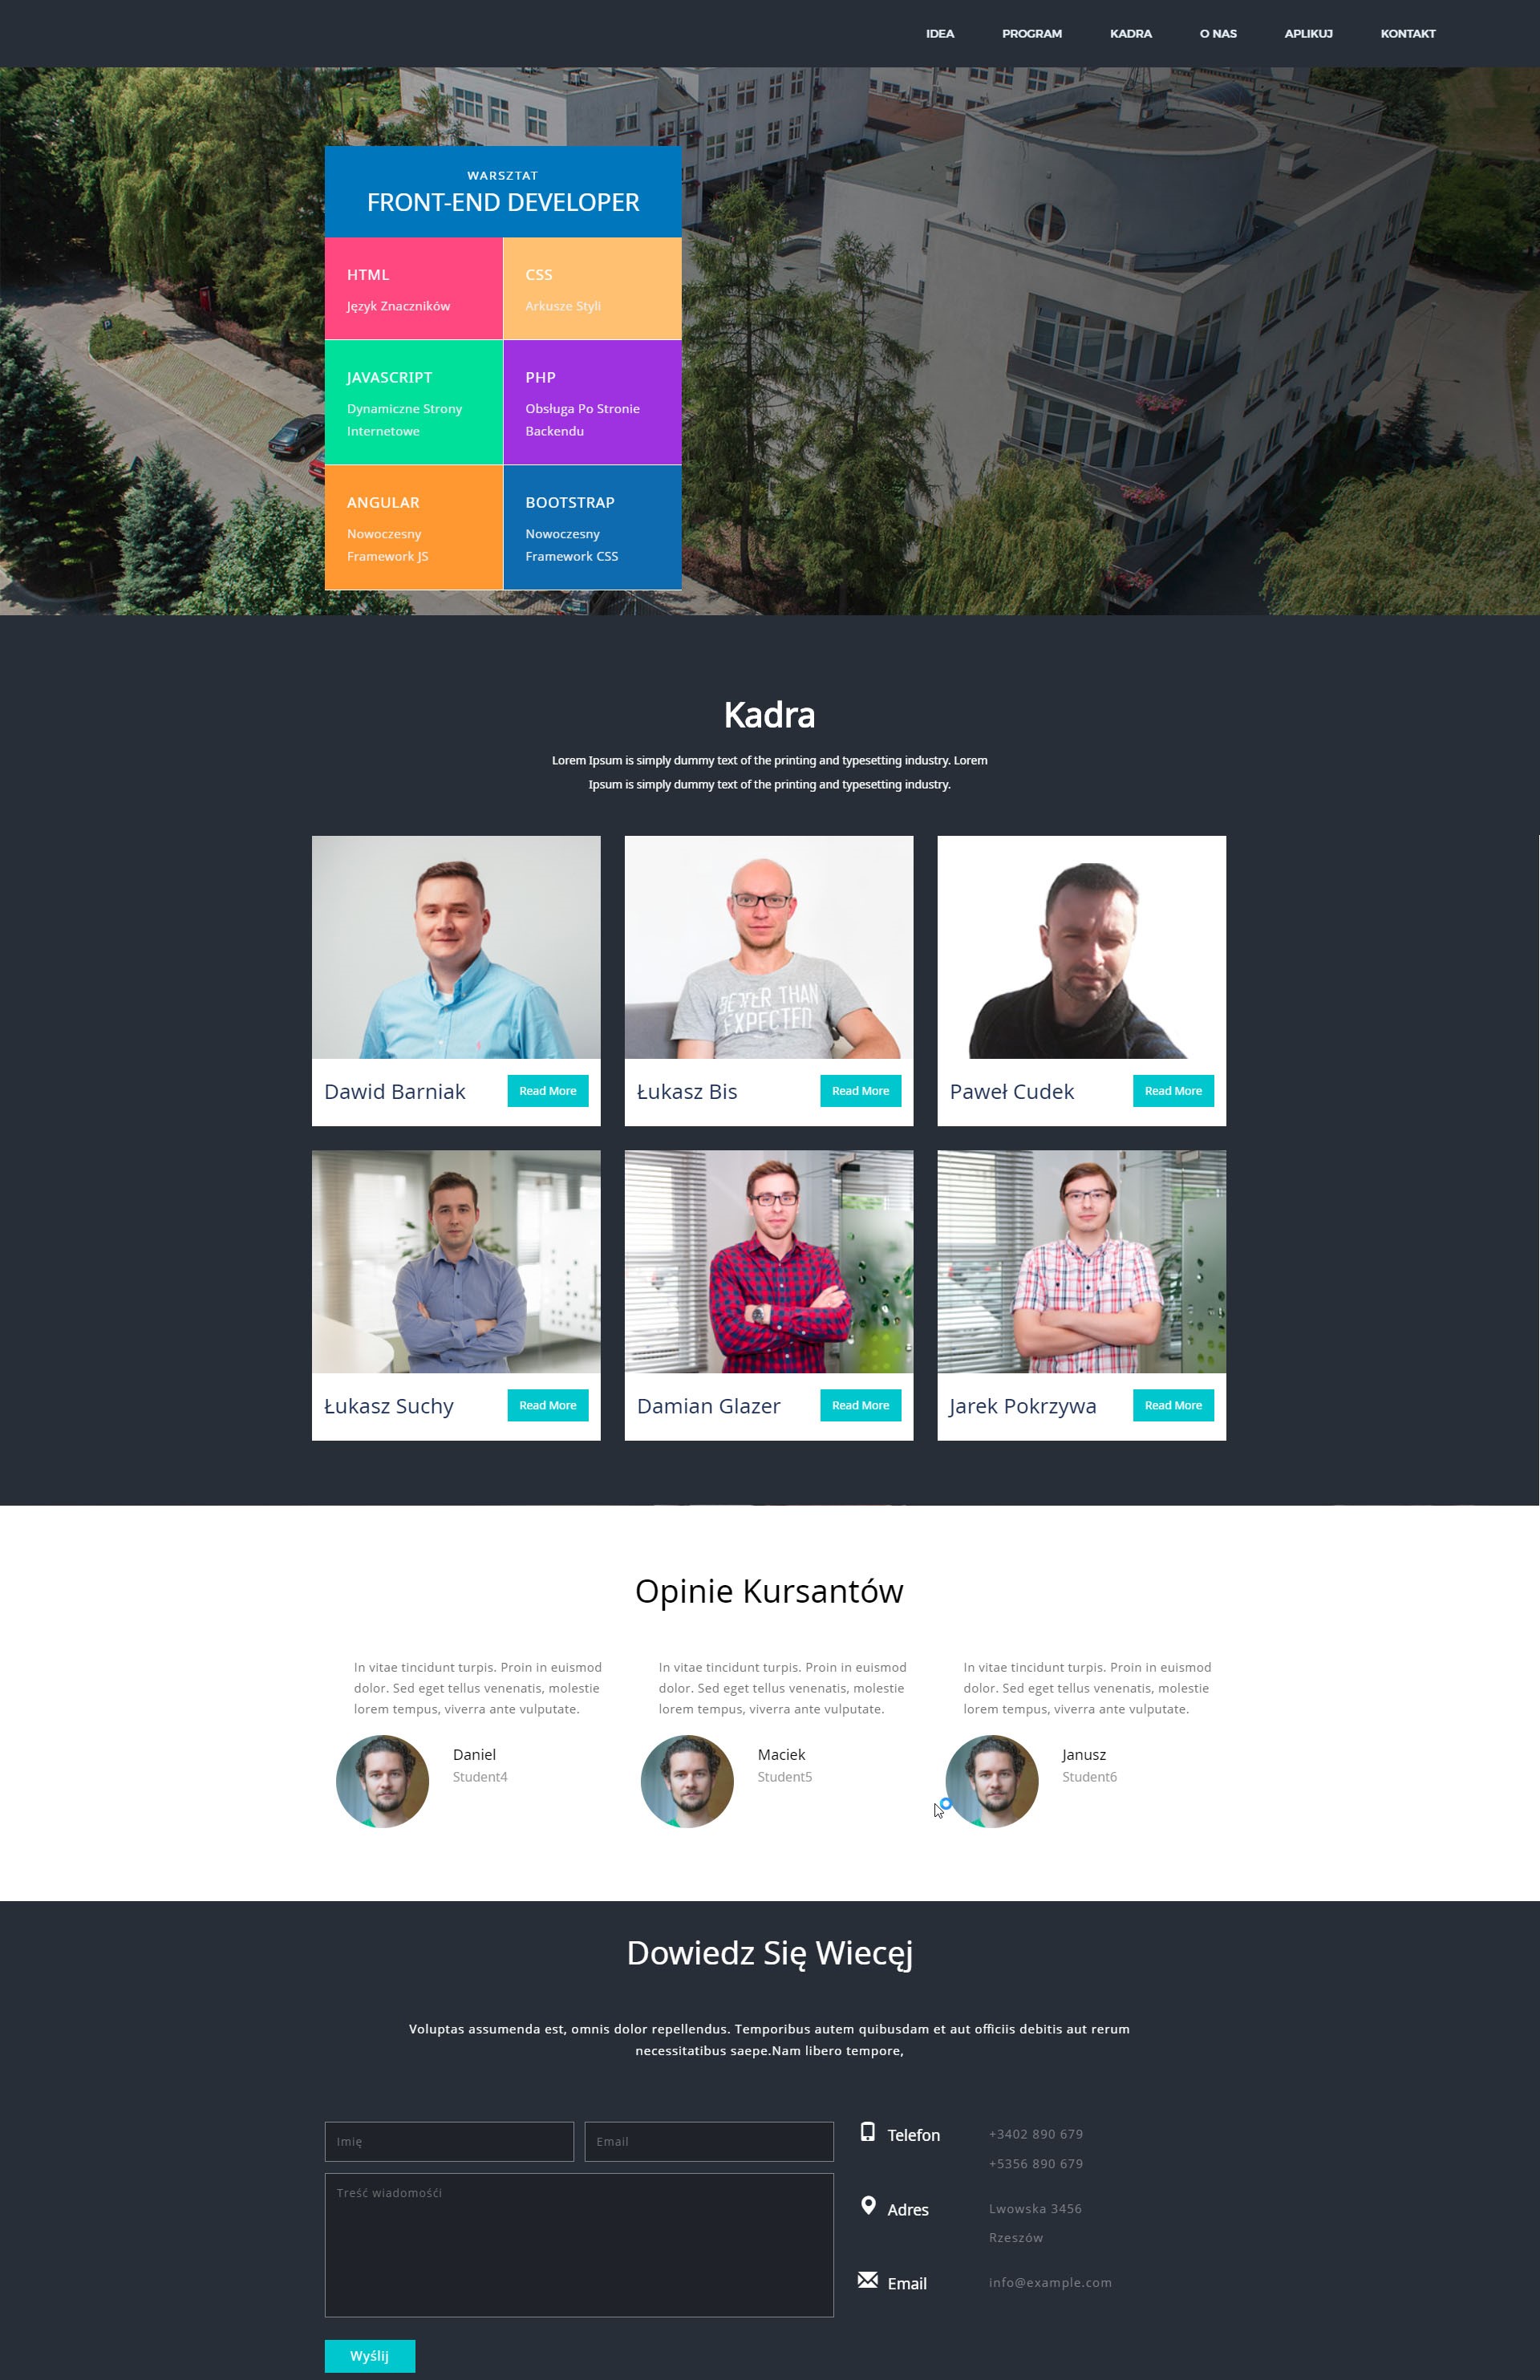 IDEA PROGRAM KADRA O NAS APLIKUJ KONTAKT
WARSZTAT
FRONT-END DEVELOPER
HTML
Język Znaczników
CSS
Arkusze Styli
JAVASCRIPT
Dynamiczne Strony
Internetowe
PHP
Obsługa Po Stronie
Backendu
ANGULAR
Nowoczesny
Framework JS
BOOTSTRAP
Nowoczesny
Framework CSS
Kadra
Lorem Ipsum is simply dummy text of the printing and typesetting industry. Lorem
Ipsum is simply dummy text of the printing and typesetting industry.
BETTER THAN
EXPECTED
Dawid Barniak Read More
Łukasz Bis Read More
Paweł Cudek Read More
Łukasz Suchy Read More
Damian Glazer Read More
Jarek Pokrzywa Read More
Opinie Kursantów
In vitae tincidunt turpis. Proin in euismod
dolor. Sed eget tellus venenatis, molestie
lorem tempus, viverra ante vulputate.
Daniel
Student4
In vitae tincidunt turpis. Proin in euismod
dolor. Sed eget tellus venenatis, molestie
lorem tempus, viverra ante vulputate.
Maciek
Student5
In vitae tincidunt turpis. Proin in euismod
dolor. Sed eget tellus venenatis, molestie
lorem tempus, viverra ante vulputate.
Janusz
Student6
Dowiedz Się Wiecęj
Voluptas assumenda est, omnis dolor repellendus. Temporibus autem quibusdam et aut officiis debitis aut rerum
necessitatibus saepe.Nam libero tempore,
Imię
Email
Treść wiadomośći
Wyślij
Telefon
+3402 890 679
+5356 890 679
Adres
Lwowska 3456
Rzeszów
Email
info@example.com